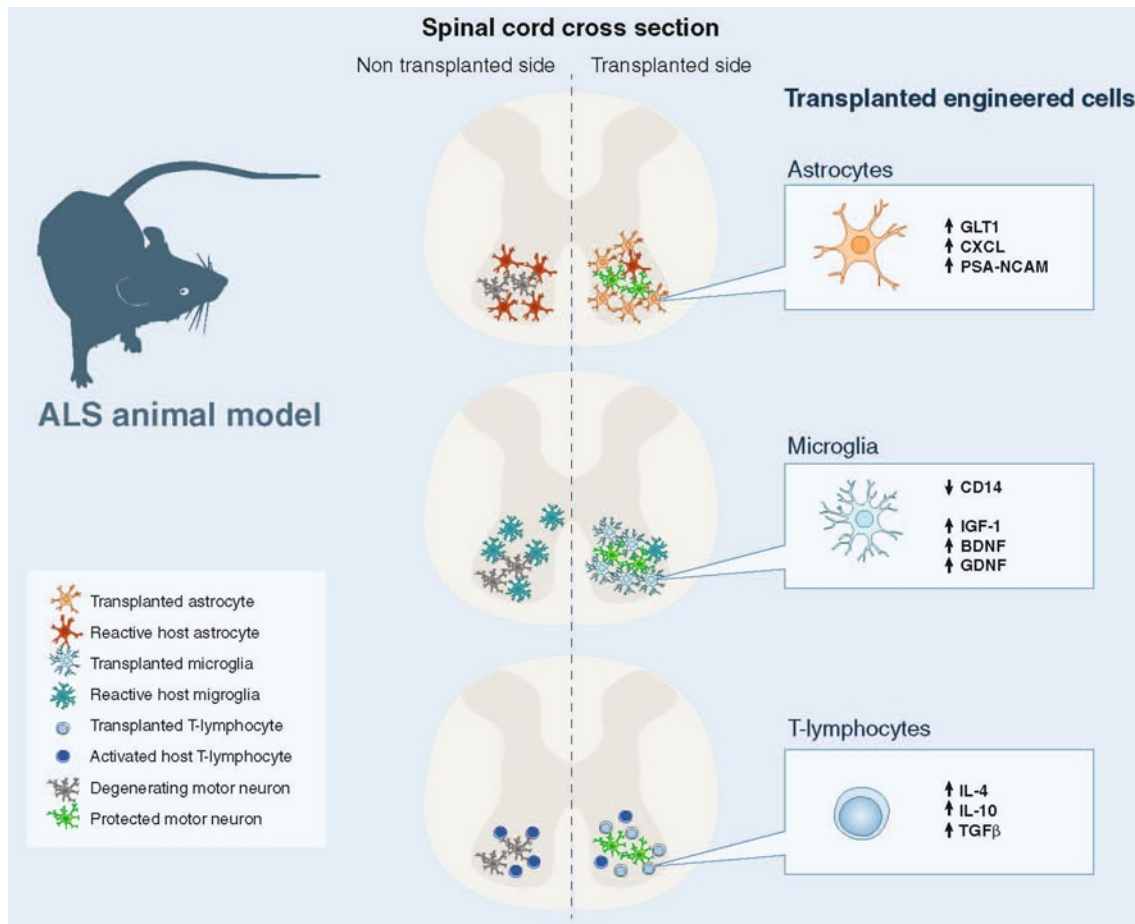 Spinal cord cross section
Non transplanted side
Transplanted side
Transplanted engineered cells
ALS animal model
Astrocytes
↑ GLT1
↑ CXCL
↑ PSA-NCAM
Microglia
↓ CD14
↑ IGF-1
↑ BDNF
↑ GDNF
Transplanted astrocyte
Reactive host astrocyte
Transplanted microglia
Reactive host migroglia
Transplanted T-lymphocyte
Activated host T-lymphocyte
Degenerating motor neuron
Protected motor neuron
T-lymphocytes
↑ IL-4
↑ IL-10
↑ TGFβ